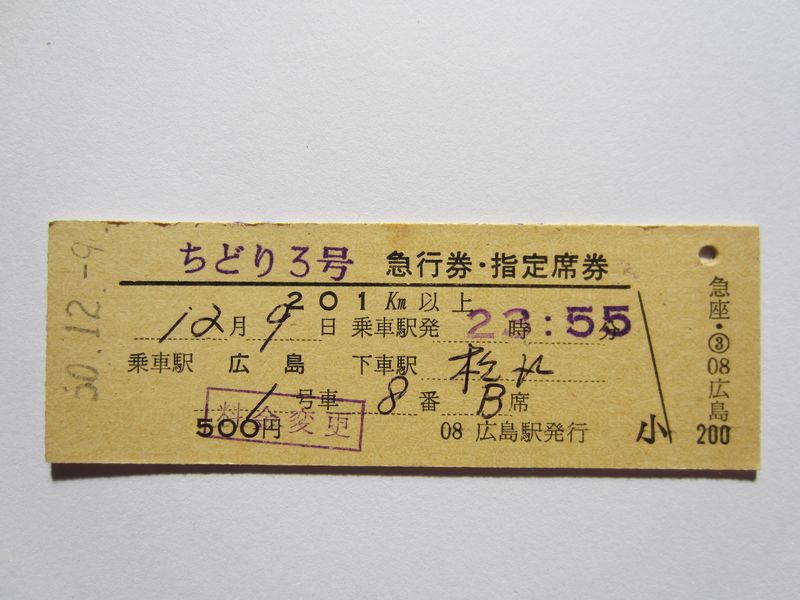 50.12.-9
ちどり3号 急行券・指定席券
201Km以上
12月9日 乗車駅発 23:55 時 分
乗車駅 広島 下車駅 松江
1号車 8番 B席
料金変更
500円 08 広島駅発行
小
急座・③08広島
200